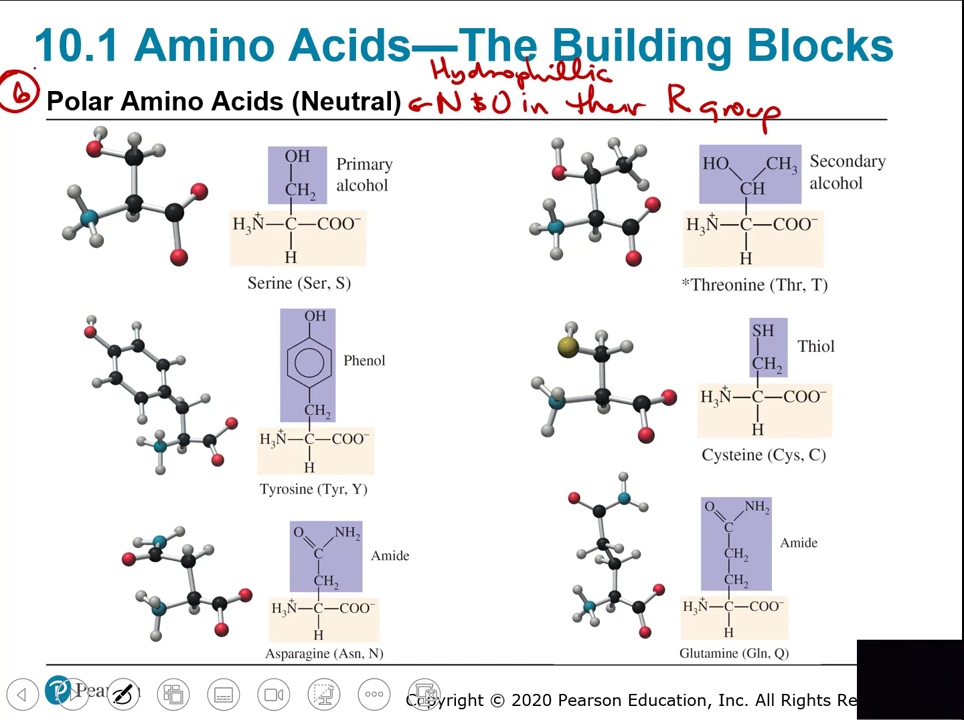 10.1 Amino Acids—The Building Blocks
Hydrophillic
6 Polar Amino Acids (Neutral) ← N & O in their R group
OH
CH₂
Primary
alcohol
H₃N⁺—C—COO⁻
H
Serine (Ser, S)
HO CH₃
CH
Secondary
alcohol
H₃N⁺—C—COO⁻
H
*Threonine (Thr, T)
OH
Phenol
CH₂
H₃N⁺—C—COO⁻
H
Tyrosine (Tyr, Y)
SH
CH₂
Thiol
H₃N⁺—C—COO⁻
H
Cysteine (Cys, C)
O NH₂
C
CH₂
Amide
H₃N⁺—C—COO⁻
H
Asparagine (Asn, N)
O NH₂
C
CH₂
CH₂
Amide
H₃N⁺—C—COO⁻
H
Glutamine (Gln, Q)
P Pear n
Copyright © 2020 Pearson Education, Inc. All Rights Re